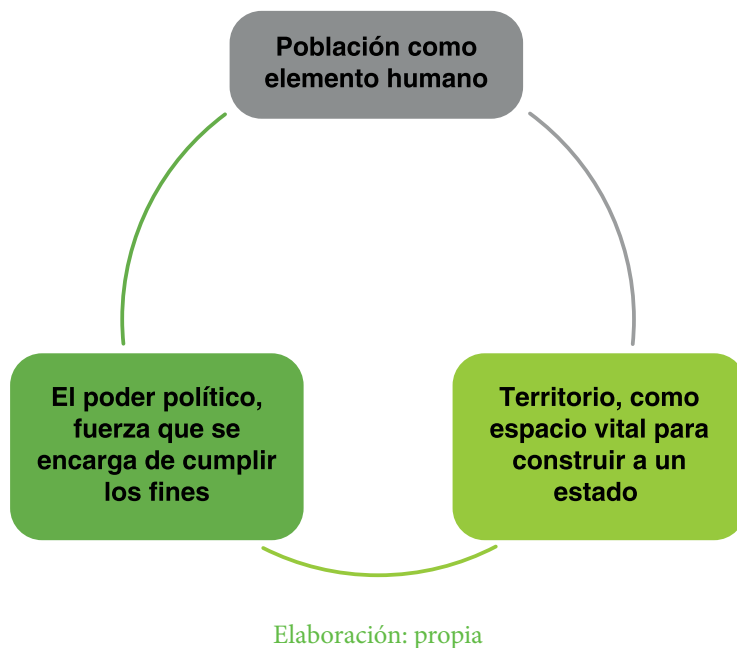 Población como
elemento humano
El poder político,
fuerza que se
encarga de cumplir
los fines
Territorio, como
espacio vital para
construir a un
estado
Elaboración: propia